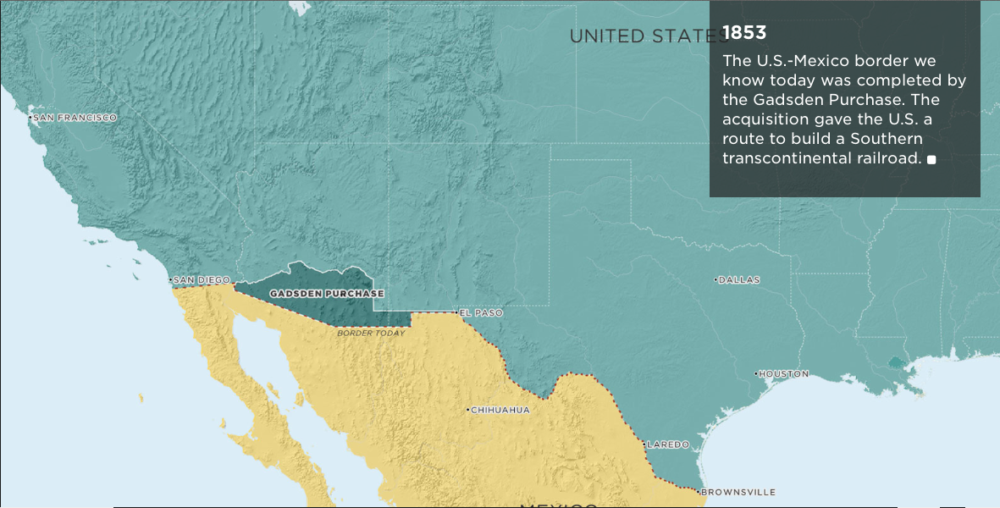 UNITED STATES
1853
The U.S.-Mexico border we
know today was completed by
the Gadsden Purchase. The
acquisition gave the U.S. a
route to build a Southern
transcontinental railroad.
SAN FRANCISCO
SAN DIEGO
DALLAS
GADSDEN PURCHASE
EL PASO
BORDER TODAY
HOUSTON
CHIHUAHUA
LAREDO
BROWNSVILLE
MEXICO